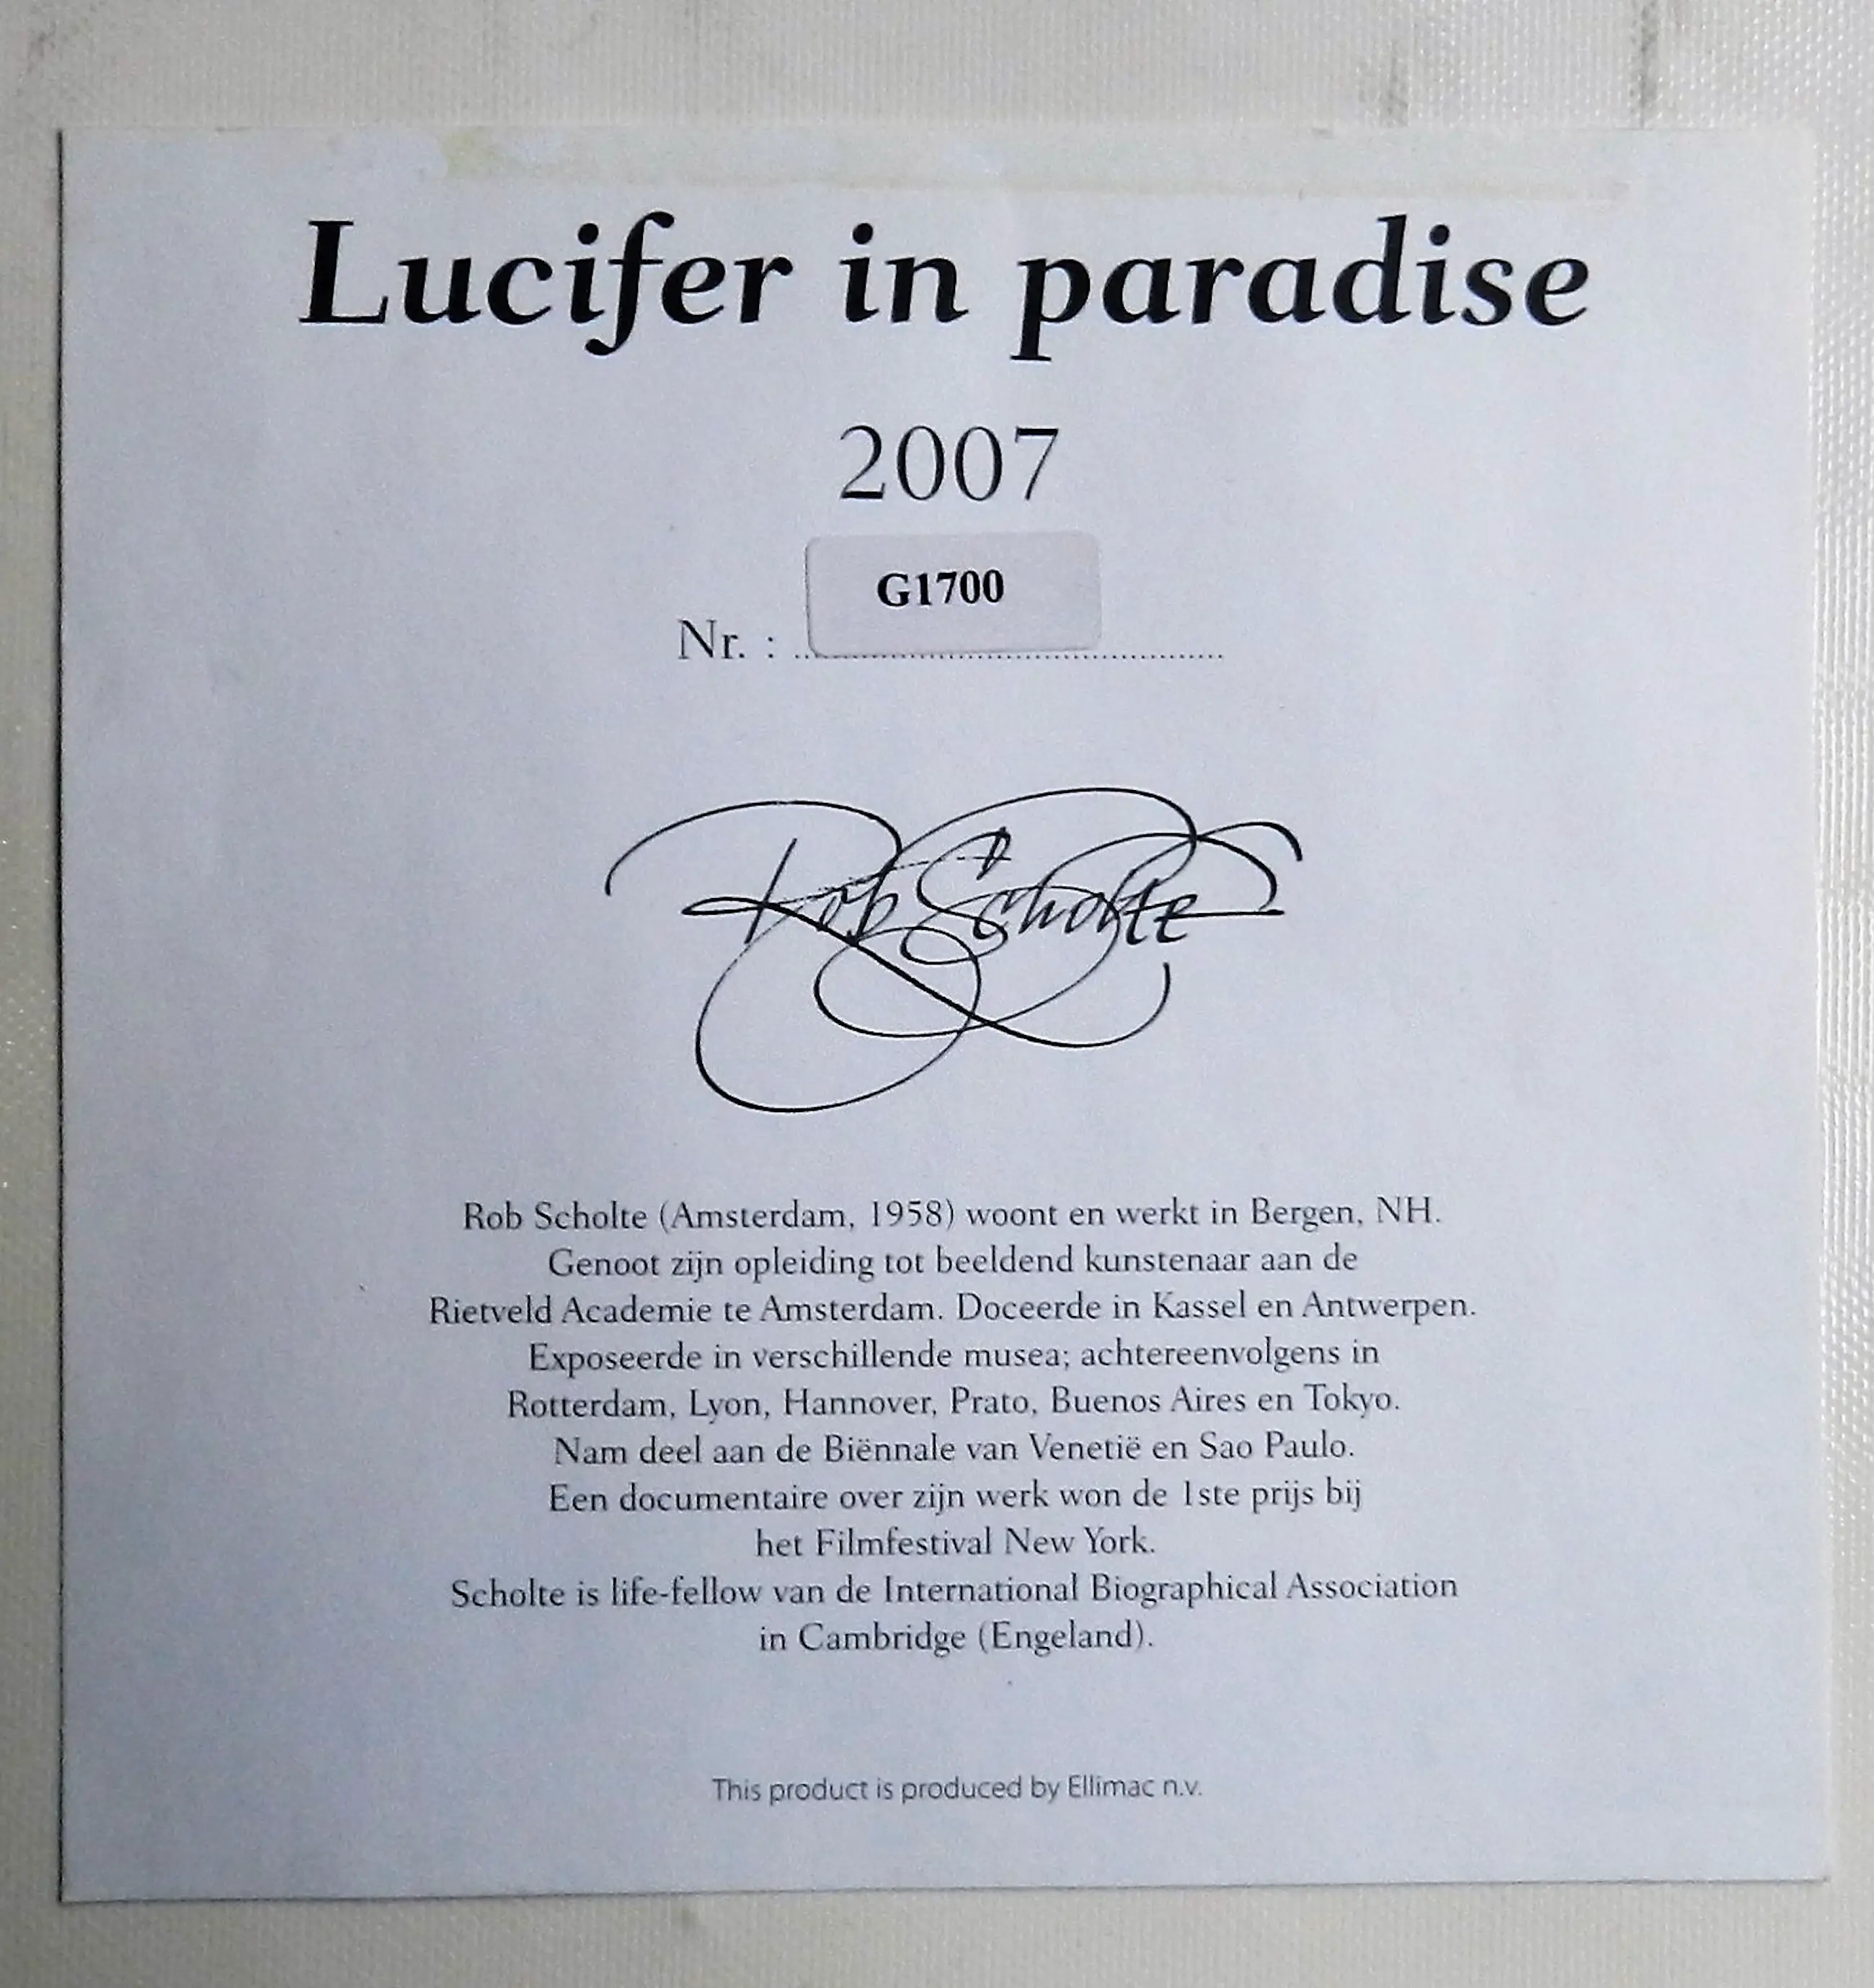 Lucifer in paradise
2007
G1700
Nr. : ........................................................
Rob Scholte
Rob Scholte (Amsterdam, 1958) woont en werkt in Bergen, NH.
Genoot zijn opleiding tot beeldend kunstenaar aan de
Rietveld Academie te Amsterdam. Doceerde in Kassel en Antwerpen.
Exposeerde in verschillende musea; achtereenvolgens in
Rotterdam, Lyon, Hannover, Prato, Buenos Aires en Tokyo.
Nam deel aan de Biënnale van Venetië en Sao Paulo.
Een documentaire over zijn werk won de 1ste prijs bij
het Filmfestival New York.
Scholte is life-fellow van de International Biographical Association
in Cambridge (Engeland).
This product is produced by Ellimac n.v.